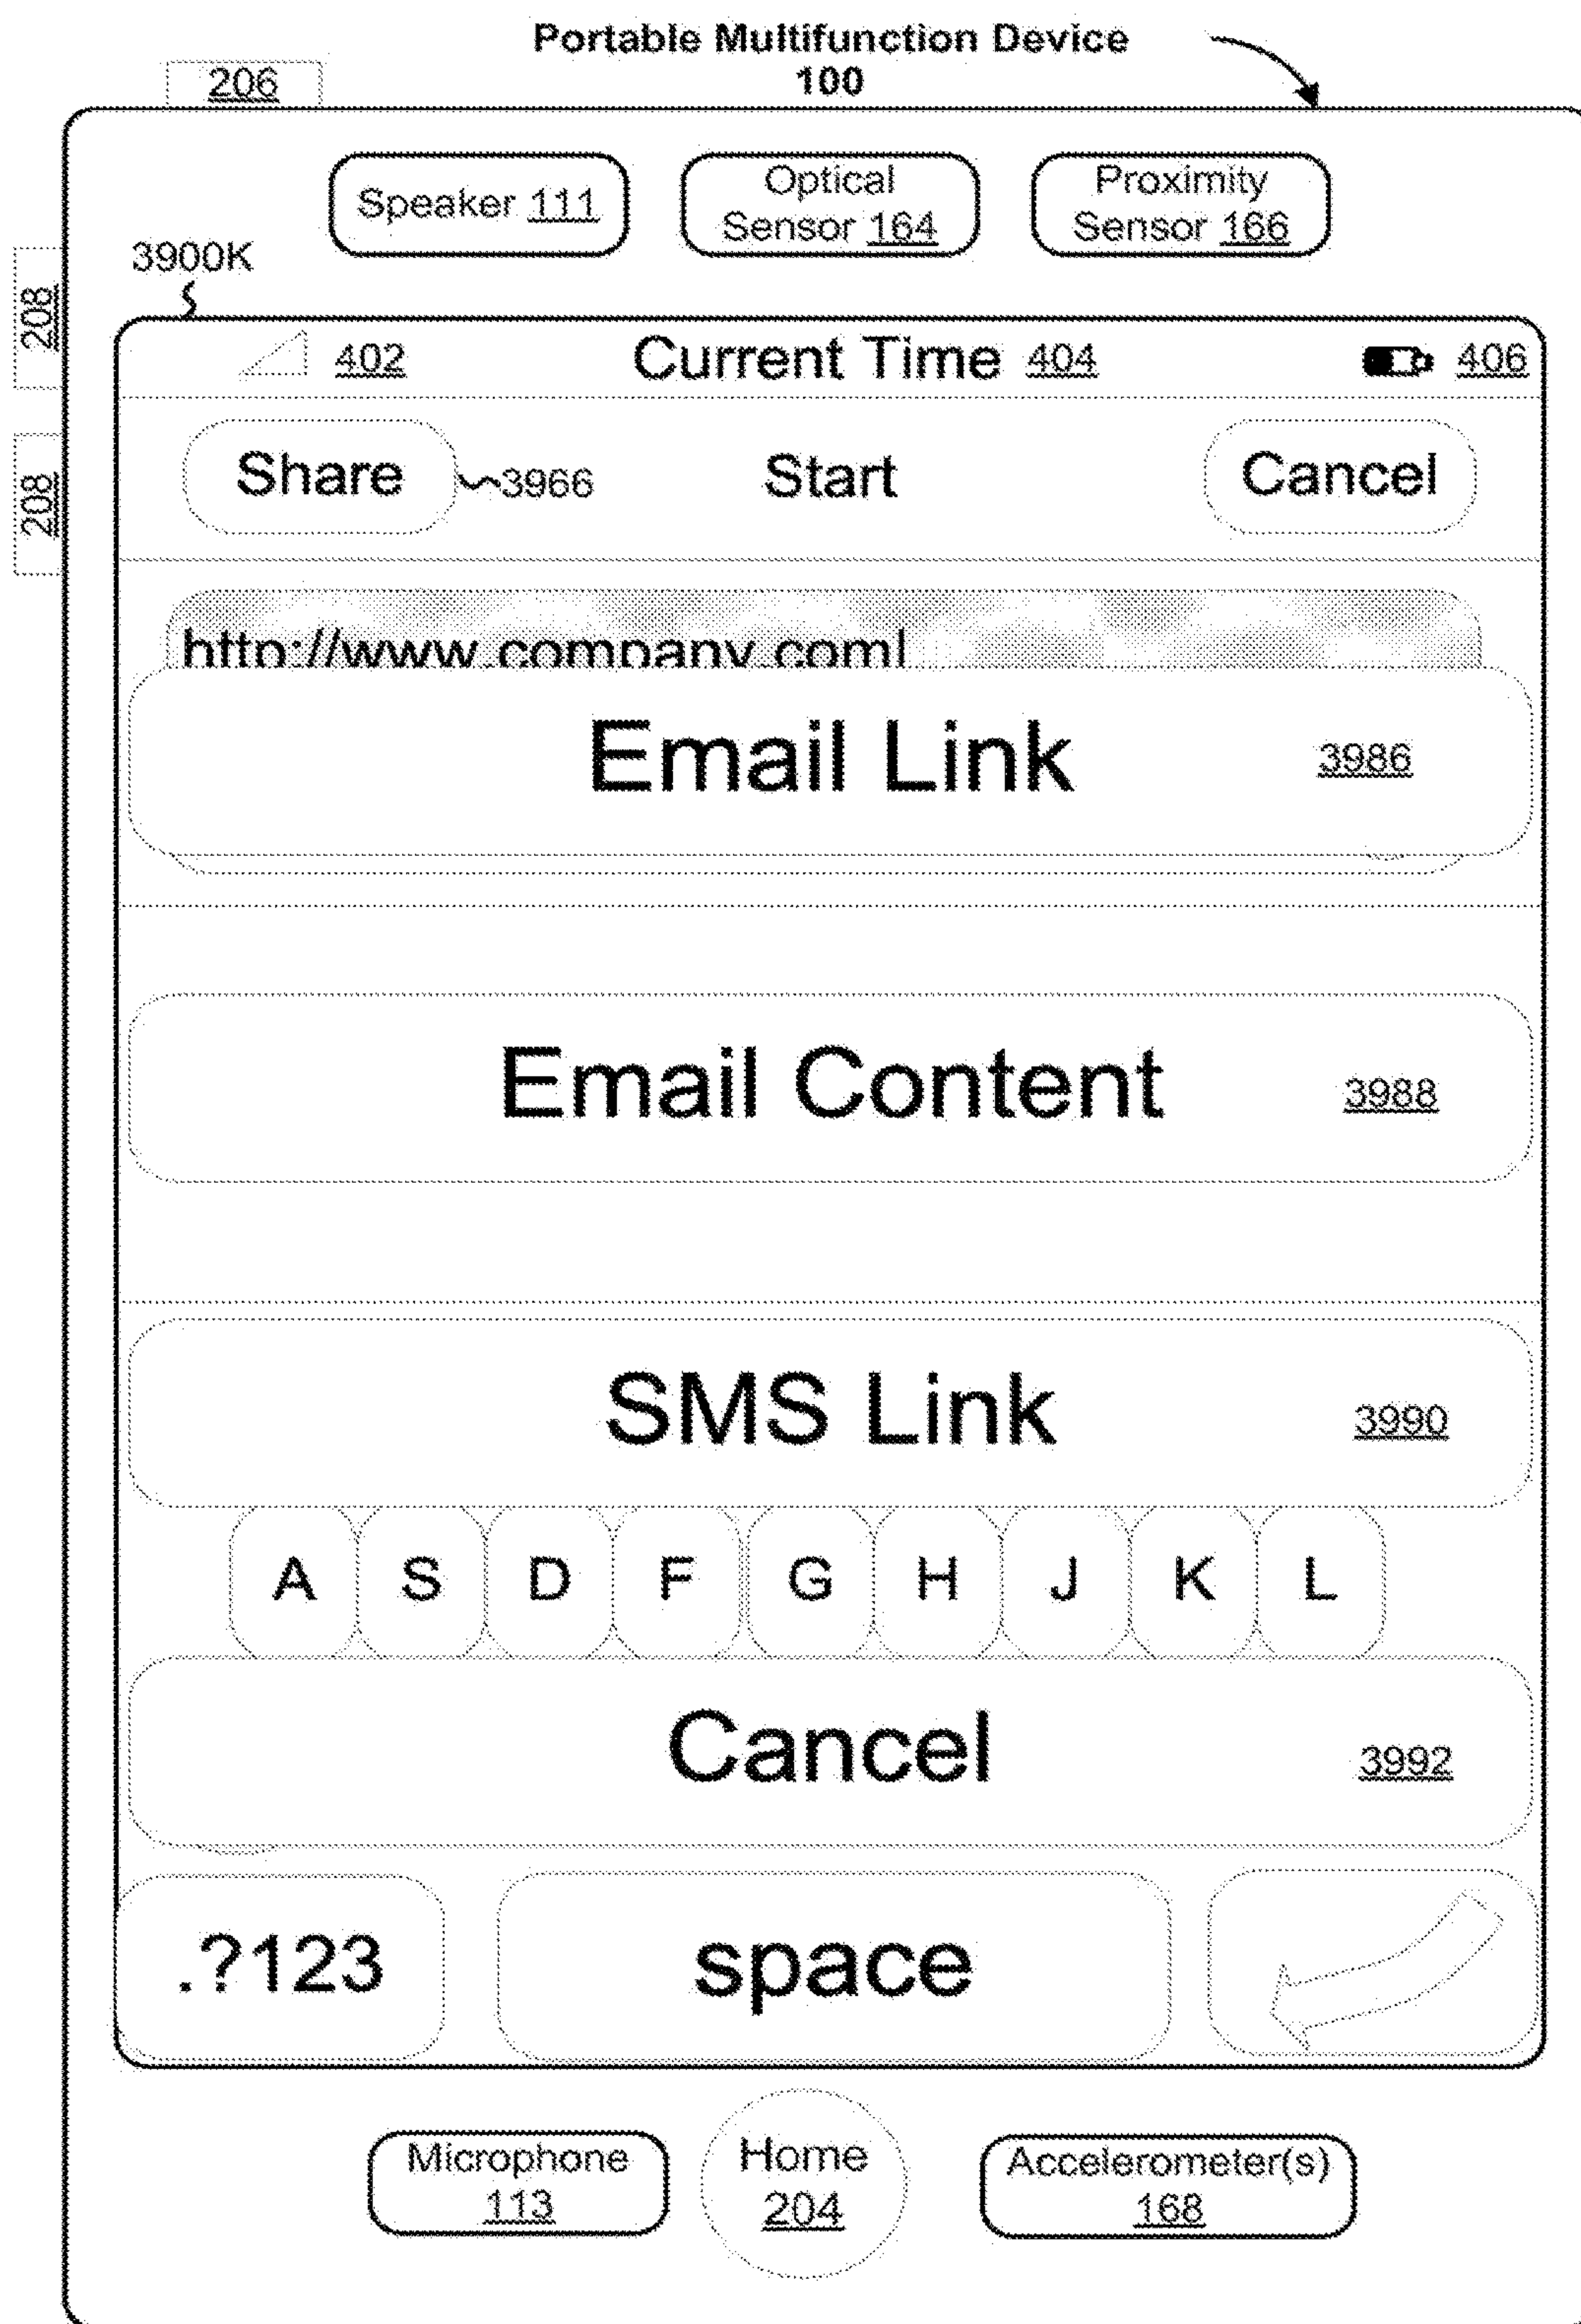 Portable Multifunction Device
100
206
Speaker 111
Optical
Sensor 164
Proximity
Sensor 166
3900K
208
208
402
Current Time 404
406
Share
3966
Start
Cancel
http://www.company.com|
Email Link
3986
Email Content
3988
SMS Link
3990
A S D F G H J K L
Cancel
3992
.?123
space
Microphone
113
Home
204
Accelerometer(s)
168